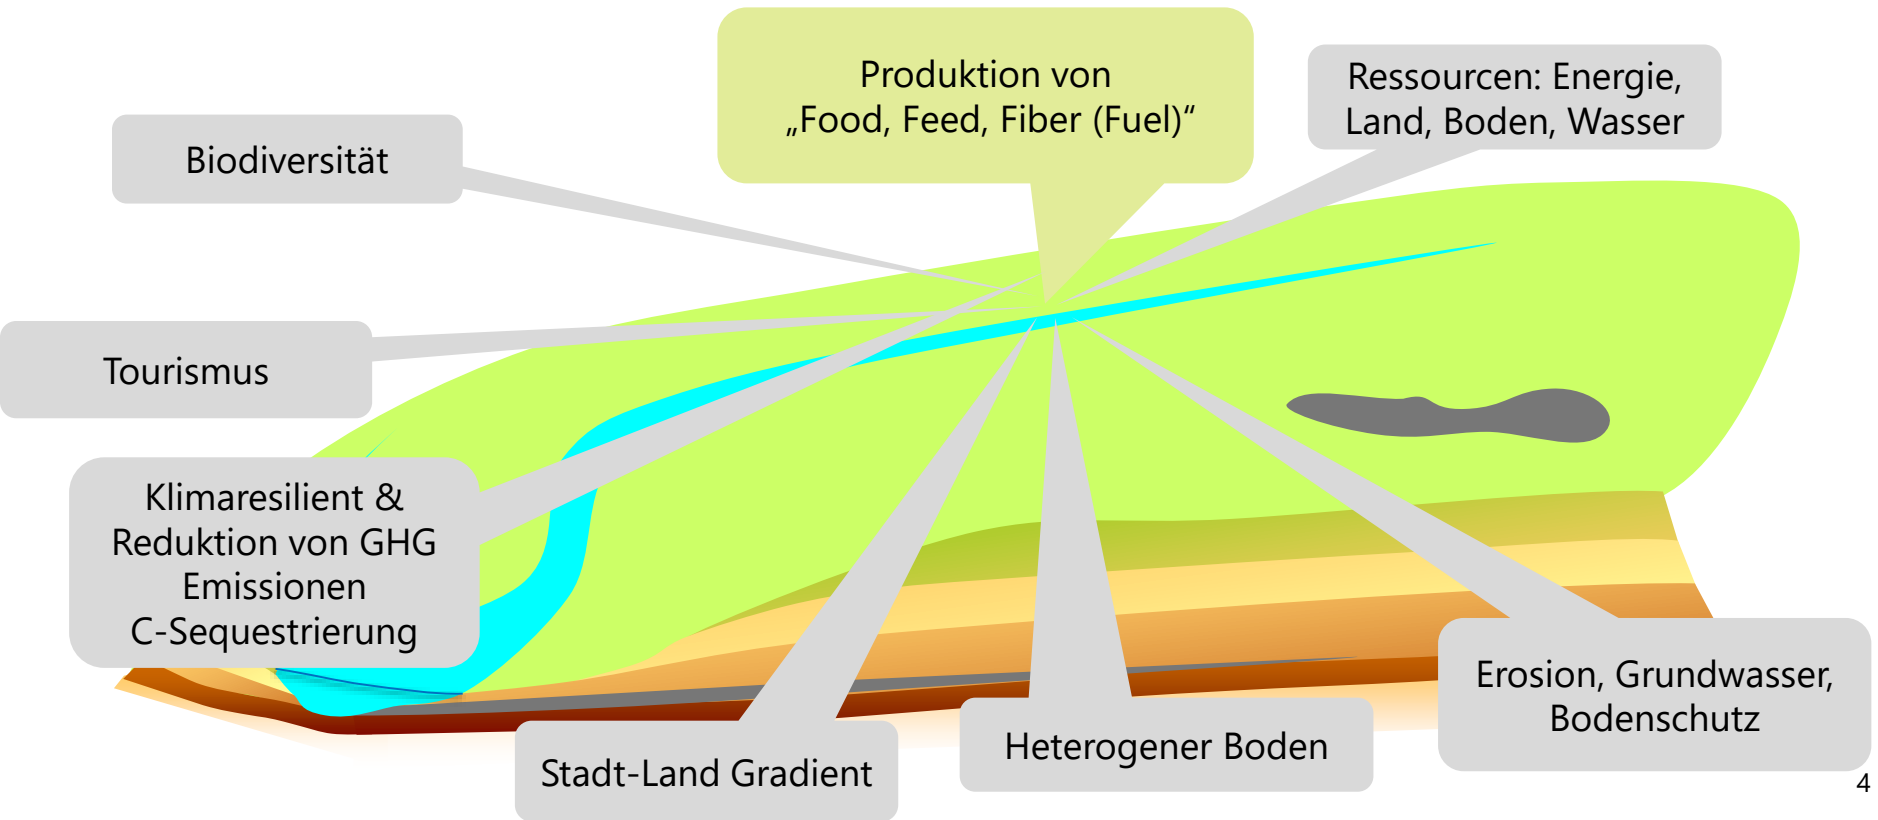 Produktion von
„Food, Feed, Fiber (Fuel)“
Ressourcen: Energie,
Land, Boden, Wasser
Biodiversität
Tourismus
Klimaresilient &
Reduktion von GHG
Emissionen
C-Sequestrierung
Erosion, Grundwasser,
Bodenschutz
Heterogener Boden
Stadt-Land Gradient
4